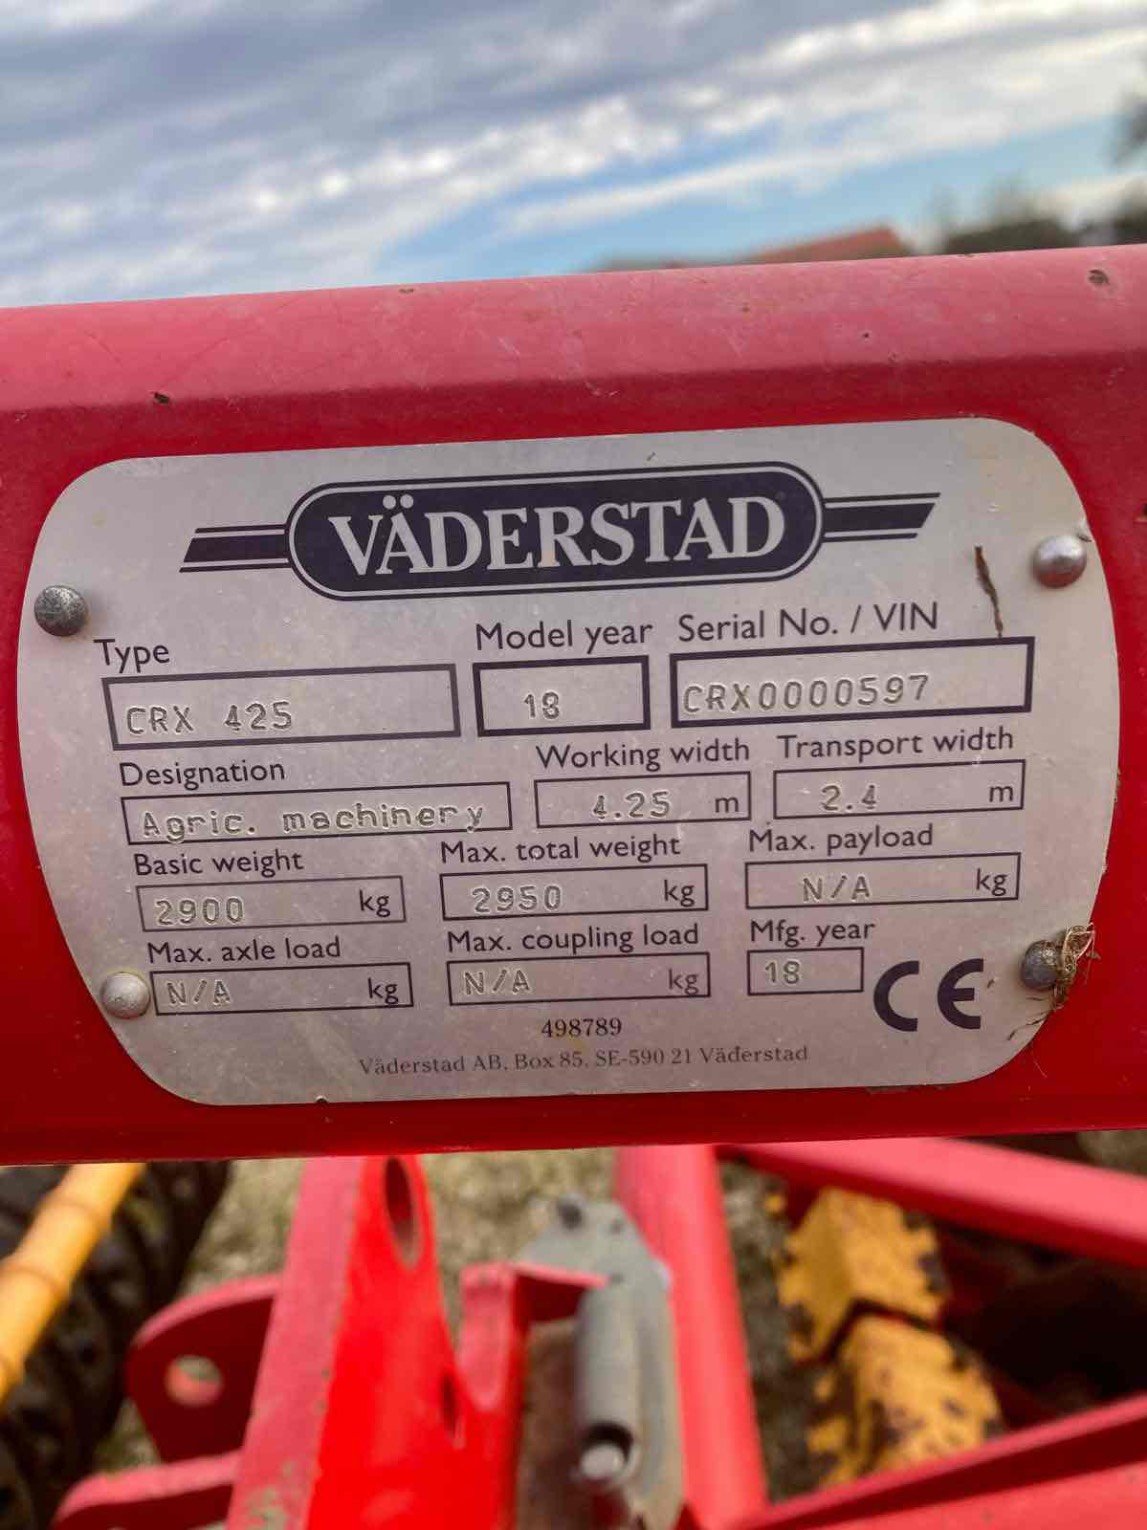 VÄDERSTAD
Type Model year Serial No. / VIN
CRX 425 18 CRX0000597
Designation Working width Transport width
Agric. machinery 4.25 m 2.4 m
Basic weight Max. total weight Max. payload
2900 kg 2950 kg N/A kg
Max. axle load Max. coupling load Mfg. year
N/A kg N/A kg 18 CE
498789
Väderstad AB, Box 85, SE-590 21 Väderstad